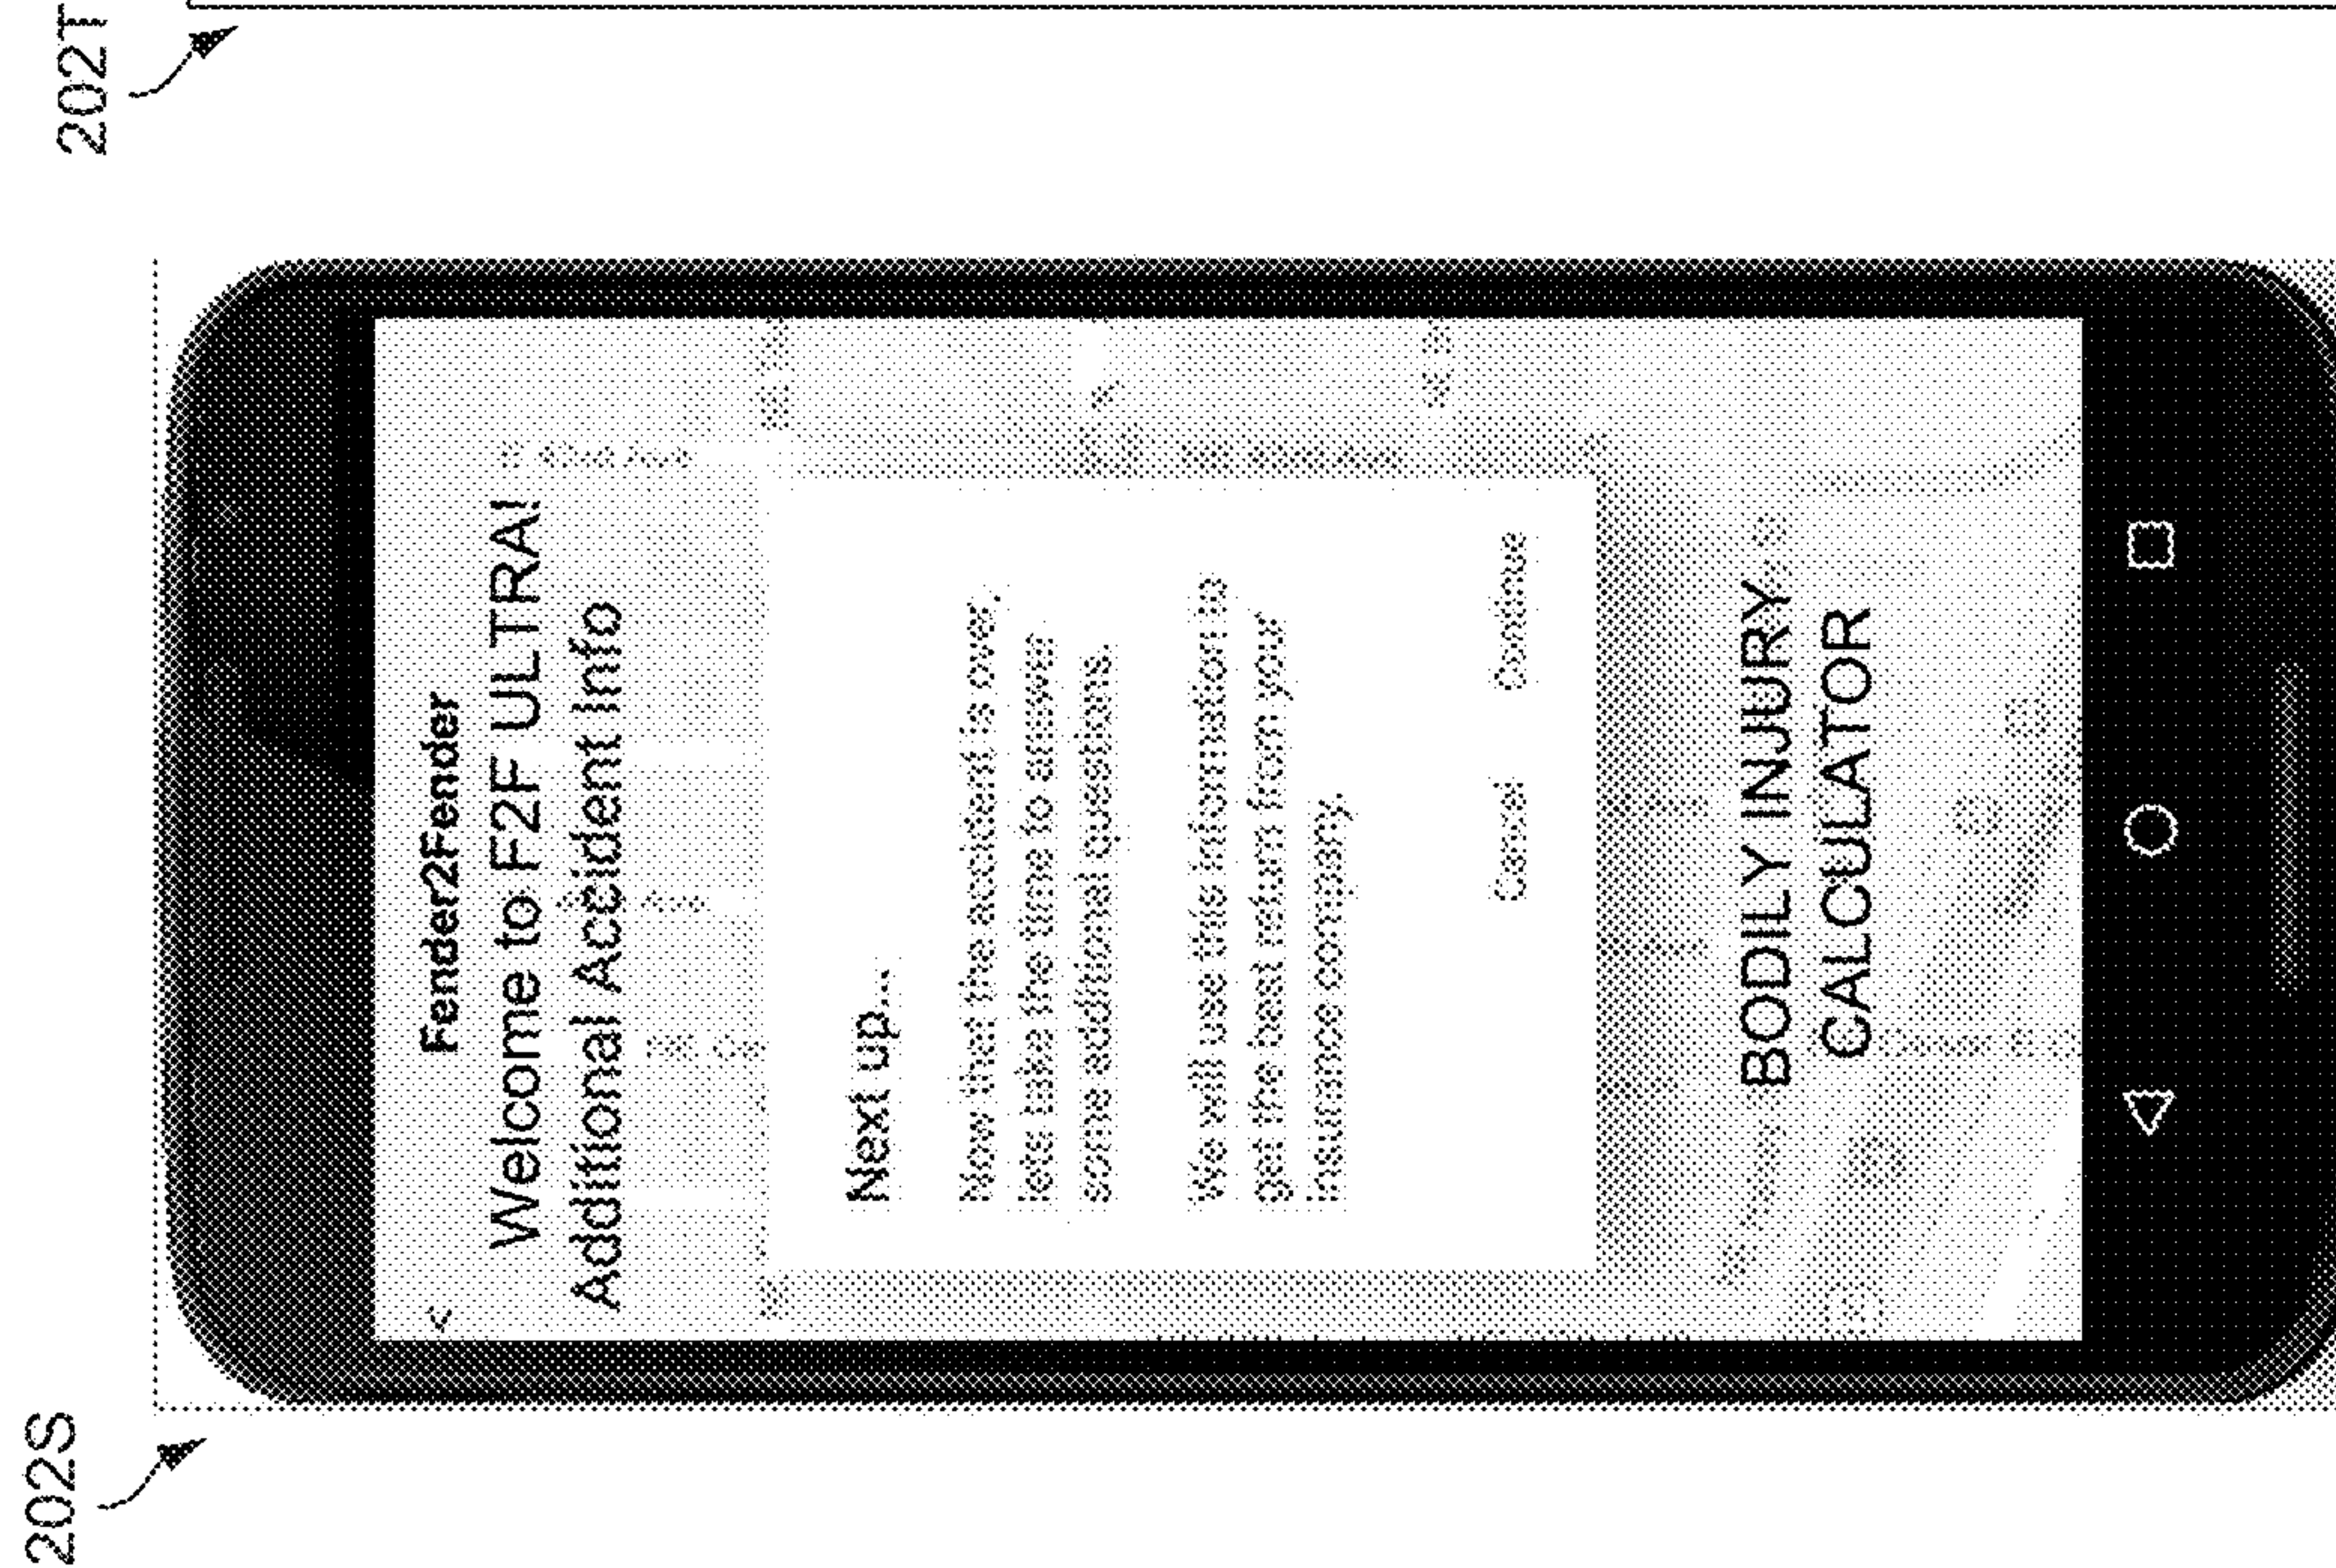 202S
<
Fender2Fender
Welcome to F2F ULTRA!
Additional Accident Info
Next up...
Now that the accident is over,
lets take the time to answer
some additional questions.
We will use this information to
get the best return from your
insurance company.
Cancel Continue
BODILY INJURY
CALCULATOR
202T